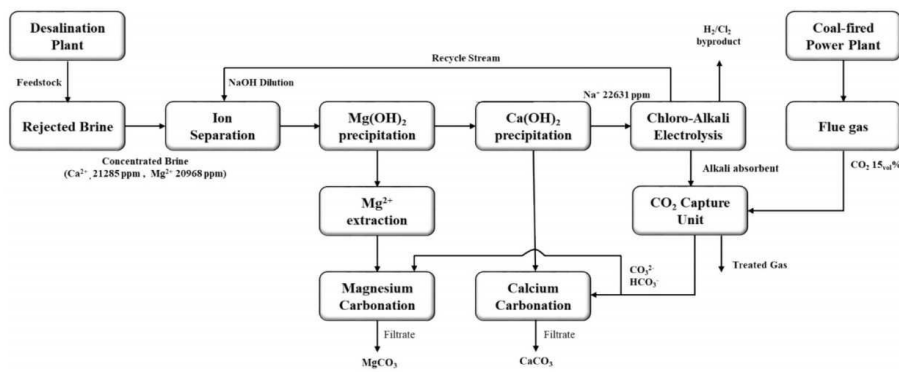 Desalination
Plant
Coal-fired
Power Plant
H₂/Cl₂
byproduct
Recycle Stream
Feedstock
NaOH Dilution
Na⁺ 22631 ppm
Rejected Brine
Ion
Separation
Mg(OH)₂
precipitation
Ca(OH)₂
precipitation
Chloro-Alkali
Electrolysis
Flue gas
Concentrated Brine
(Ca²⁺, 21285 ppm , Mg²⁺ 20968 ppm)
Alkali absorbent
CO₂ 15vol%
Mg²⁺
extraction
CO₂ Capture
Unit
Treated Gas
CO₃²⁻
HCO₃⁻
Magnesium
Carbonation
Calcium
Carbonation
Filtrate
Filtrate
MgCO₃
CaCO₃